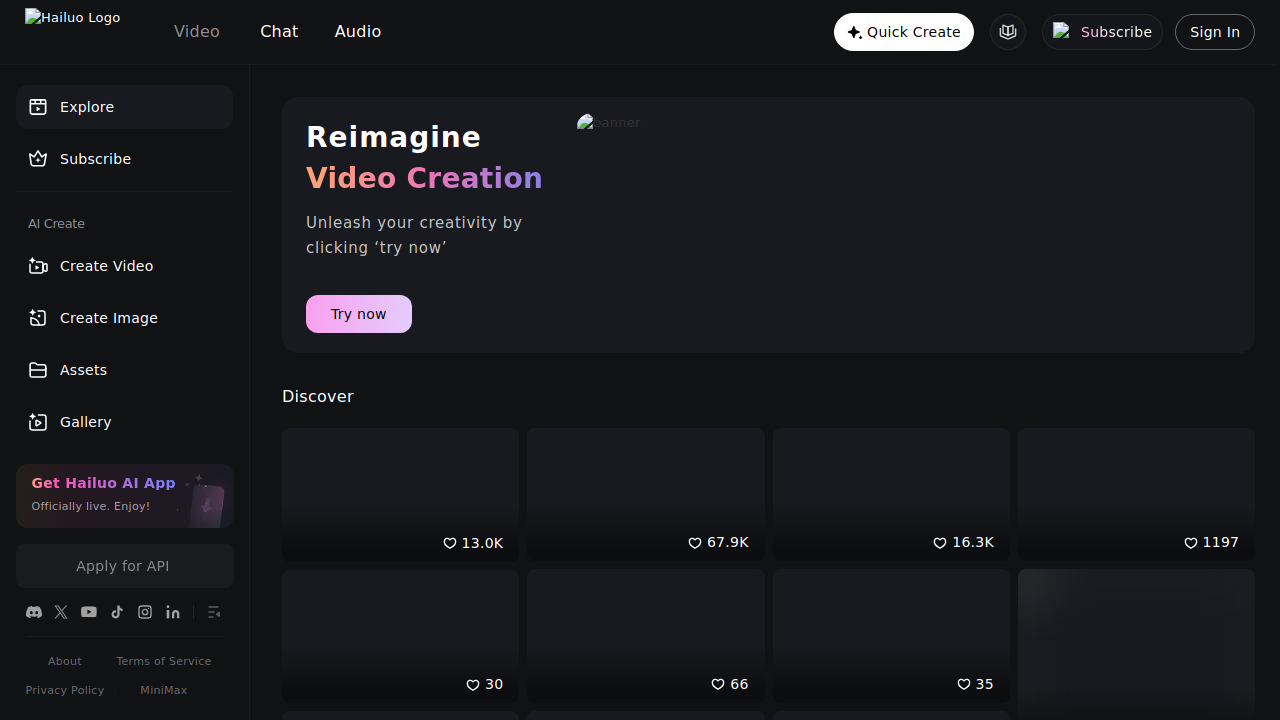 Hailuo Logo
Video
Chat
Audio
Quick Create
Subscribe
Sign In
Explore
Subscribe
AI Create
Create Video
Create Image
Assets
Gallery
Get Hailuo AI App
Officially live. Enjoy!
Apply for API
About
Terms of Service
Privacy Policy
MiniMax
Reimagine
Video Creation
Unleash your creativity by
clicking ‘try now’
Try now
banner
Discover
13.0K
67.9K
16.3K
1197
30
66
35